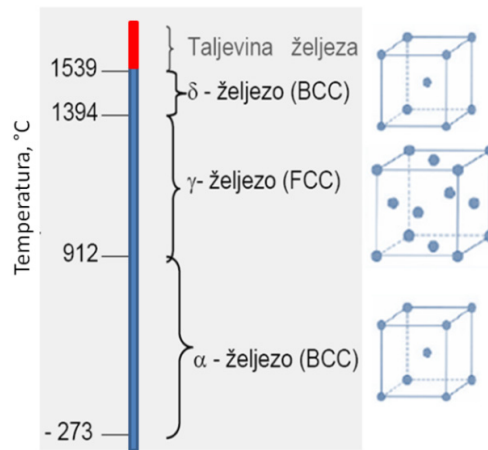 Temperatura, °C
Taljevina željeza
1539
δ - željezo (BCC)
1394
γ- željezo (FCC)
912
α - željezo (BCC)
- 273